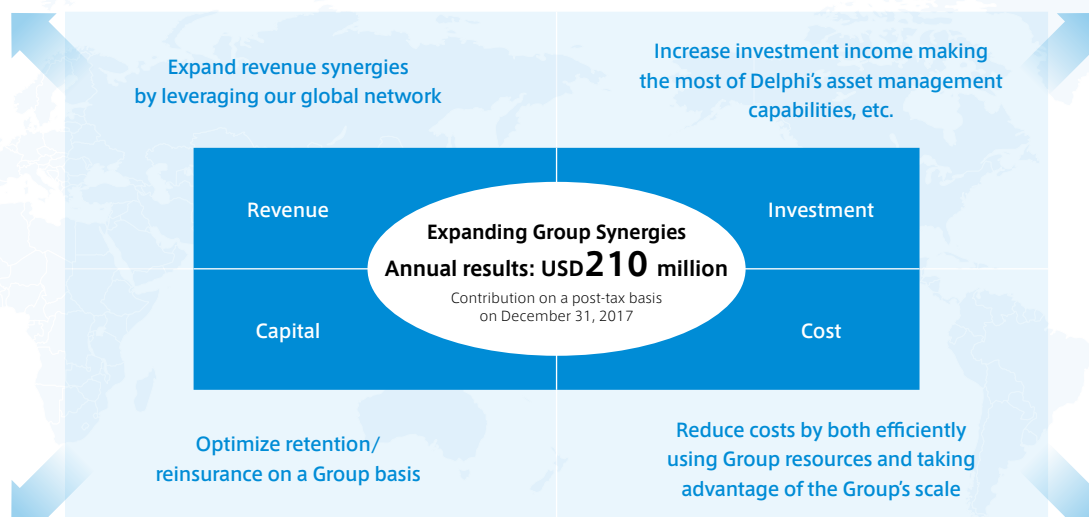 Expand revenue synergies
by leveraging our global network
Increase investment income making
the most of Delphi's asset management
capabilities, etc.
Revenue
Investment
Expanding Group Synergies
Annual results: USD210 million
Contribution on a post-tax basis
on December 31, 2017
Capital
Cost
Optimize retention/
reinsurance on a Group basis
Reduce costs by both efficiently
using Group resources and taking
advantage of the Group's scale